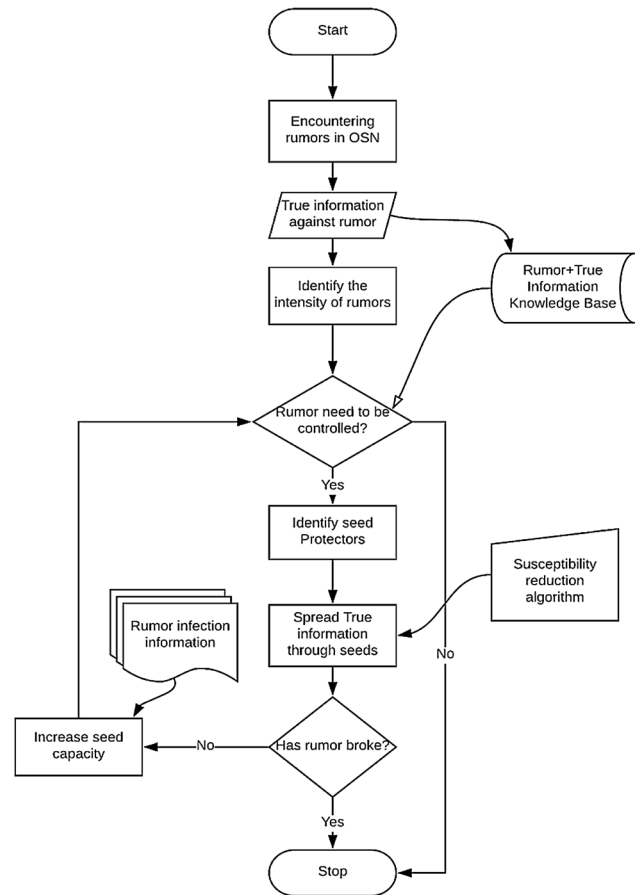 Start
Encountering
rumors in OSN
True information
against rumor
Rumor+True
Information
Knowledge Base
Identify the
intensity of rumors
Rumor need to be
controlled?
Yes
Identify seed
Protectors
Susceptibility
reduction
algorithm
Spread True
information
through seeds
Rumor infection
information
No
Increase seed
capacity
No
Has rumor broke?
Yes
Stop